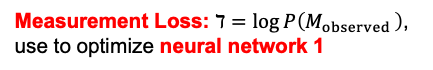 Measurement Loss: ℸ = log P(M_observed ),
use to optimize neural network 1